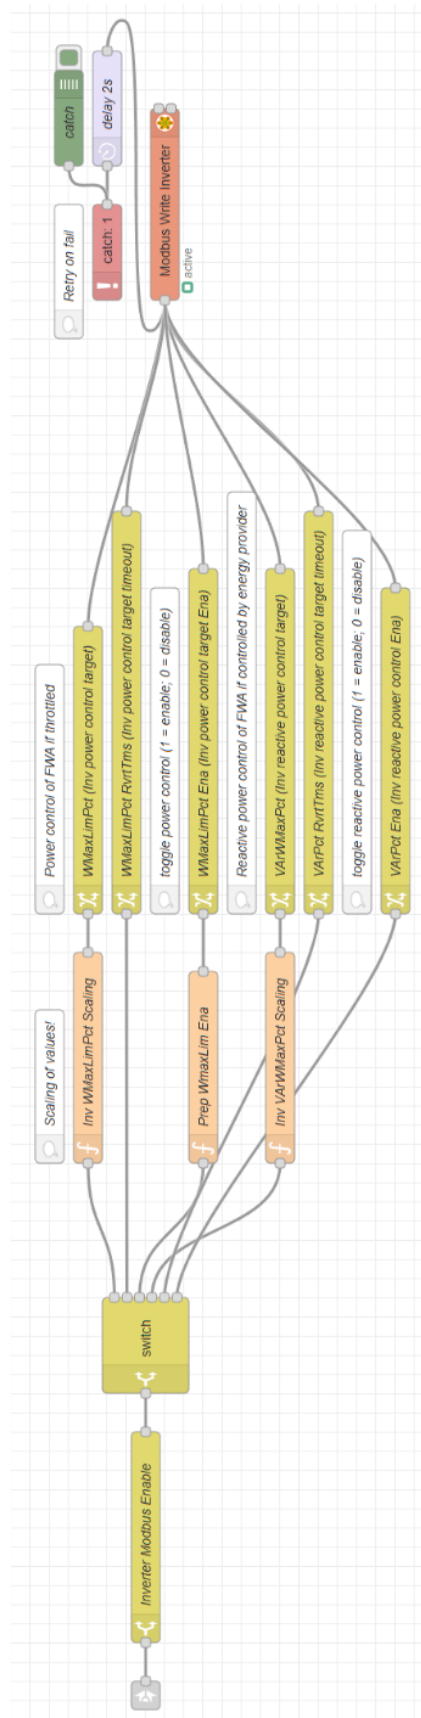 Inverter Modbus Enable
switch
Scaling of values!
Inv WMaxLimPct Scaling
Prep WmaxLim Ena
Inv VArWMaxPct Scaling
Power control of FWA if throttled
WMaxLimPct (Inv power control target)
WMaxLimPct RvrtTms (Inv power control target timeout)
toggle power control (1 = enable; 0 = disable)
WMaxLimPct Ena (Inv power control target Ena)
Reactive power control of FWA if controlled by energy provider
VArWMaxPct (Inv reactive power control target)
VArPct RvrtTms (Inv reactive power control target timeout)
toggle reactive power control (1 = enable; 0 = disable)
VArPct Ena (Inv reactive power control Ena)
Retry on fail
catch: 1
catch
delay 2s
Modbus Write Inverter
active